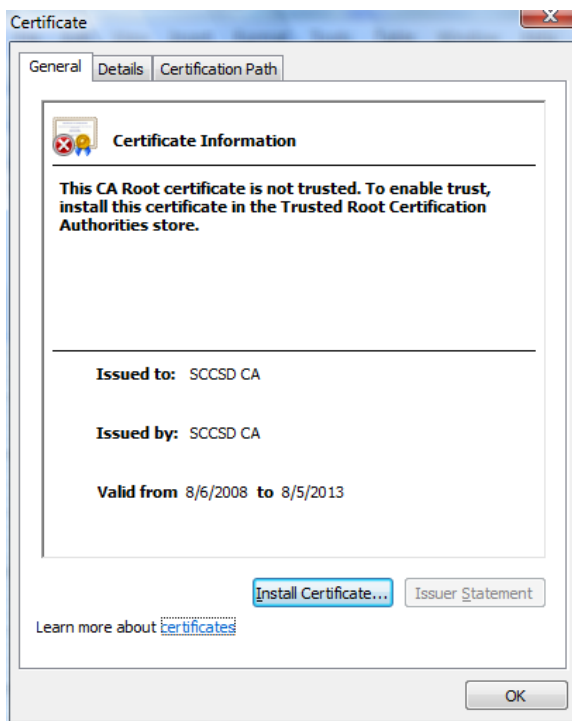 Certificate
General
Details
Certification Path
Certificate Information
This CA Root certificate is not trusted. To enable trust,
install this certificate in the Trusted Root Certification
Authorities store.
Issued to: SCCSD CA
Issued by: SCCSD CA
Valid from 8/6/2008 to 8/5/2013
Install Certificate...
Issuer Statement
Learn more about certificates
OK